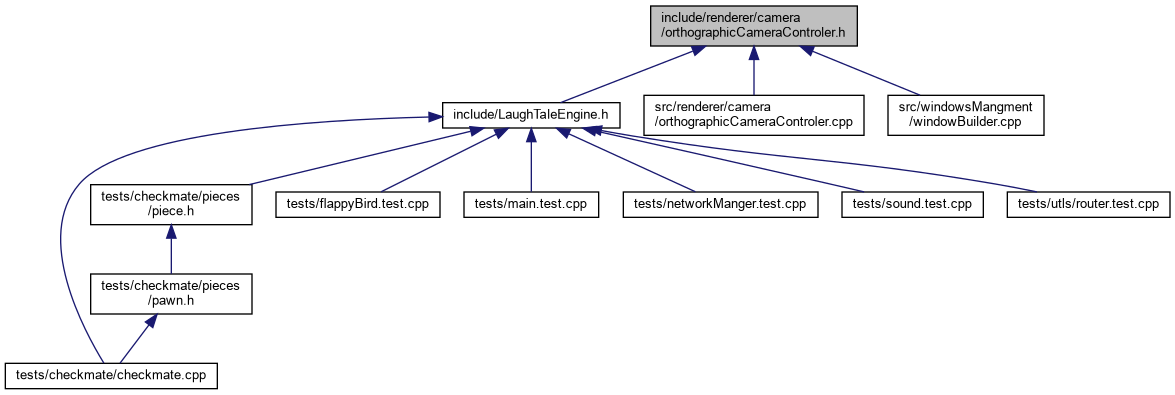 include/renderer/camera
/orthographicCameraControler.h
include/LaughTaleEngine.h
src/renderer/camera
/orthographicCameraControler.cpp
src/windowsMangment
/windowBuilder.cpp
tests/checkmate/pieces
/piece.h
tests/flappyBird.test.cpp
tests/main.test.cpp
tests/networkManger.test.cpp
tests/sound.test.cpp
tests/utls/router.test.cpp
tests/checkmate/pieces
/pawn.h
tests/checkmate/checkmate.cpp